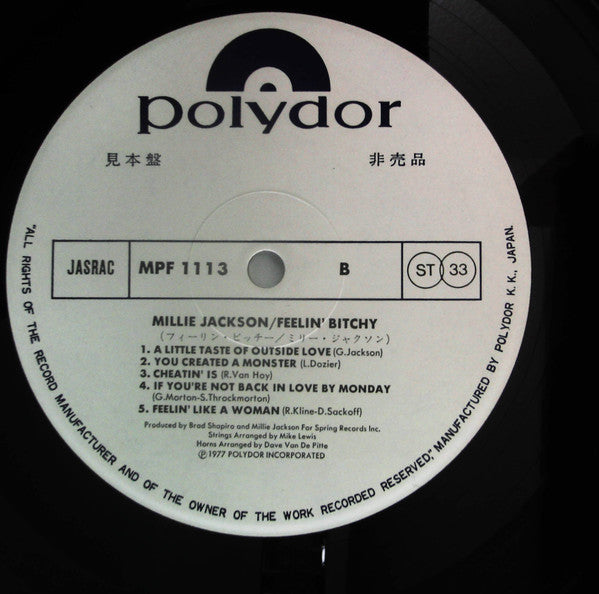 polydor
見本盤 非売品
JASRAC MPF 1113 B ST 33
MILLIE JACKSON/FEELIN' BITCHY
(フィーリン・ビッチー/ミリー・ジャクソン)
1. A LITTLE TASTE OF OUTSIDE LOVE (G.Jackson)
2. YOU CREATED A MONSTER (L.Dozier)
3. CHEATIN' IS (R.Van Hoy)
4. IF YOU'RE NOT BACK IN LOVE BY MONDAY
(G.Morton-S.Throckmorton)
5. FEELIN' LIKE A WOMAN (R.Kline-D.Sackoff)
Produced by Brad Shapiro and Millie Jackson For Spring Records Inc.
Strings Arranged by Mike Lewis
Horns Arranged by Dave Van De Pitte
℗1977 POLYDOR INCORPORATED
"ALL RIGHTS OF THE RECORD MANUFACTURER AND OF THE OWNER OF THE WORK RECORDED RESERVED," MANUFACTURED BY POLYDOR K.K., JAPAN.